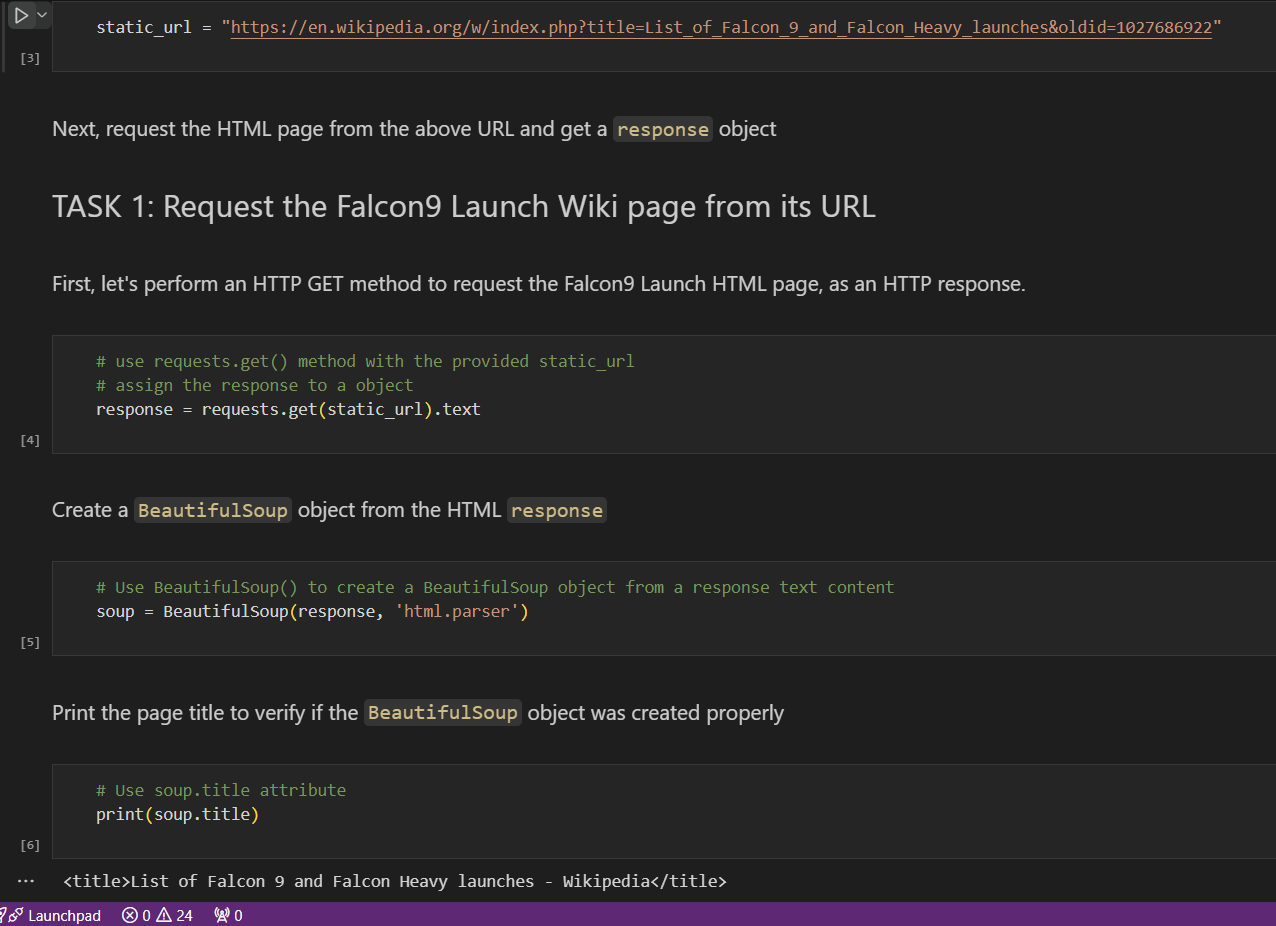 static_url = "https://en.wikipedia.org/w/index.php?title=List_of_Falcon_9_and_Falcon_Heavy_launches&oldid=1027686922"
[3]
Next, request the HTML page from the above URL and get a response object
TASK 1: Request the Falcon9 Launch Wiki page from its URL
First, let's perform an HTTP GET method to request the Falcon9 Launch HTML page, as an HTTP response.
# use requests.get() method with the provided static_url
# assign the response to a object
response = requests.get(static_url).text
[4]
Create a BeautifulSoup object from the HTML response
# Use BeautifulSoup() to create a BeautifulSoup object from a response text content
soup = BeautifulSoup(response, 'html.parser')
[5]
Print the page title to verify if the BeautifulSoup object was created properly
# Use soup.title attribute
print(soup.title)
[6]
... <title>List of Falcon 9 and Falcon Heavy launches - Wikipedia</title>
Launchpad 0 24 0